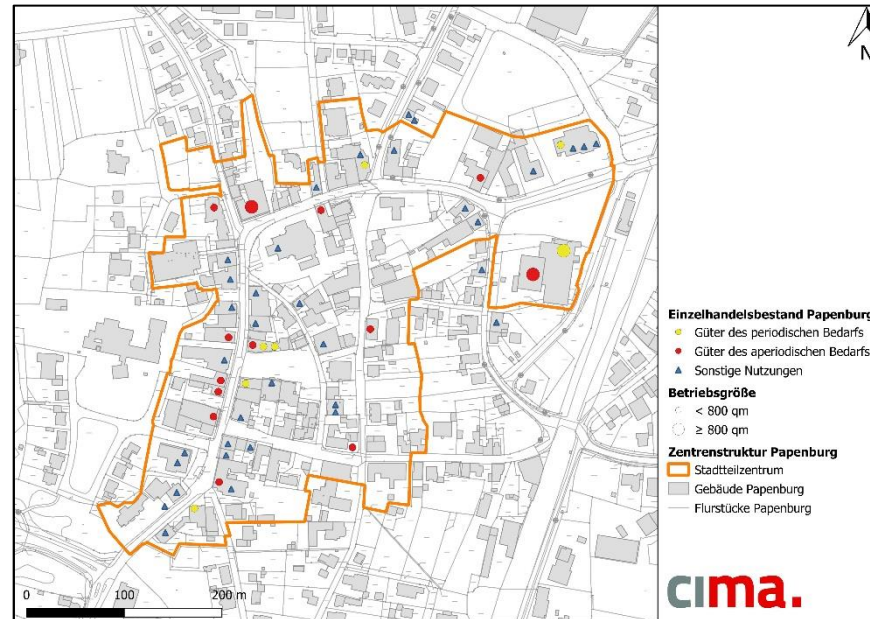 N
Einzelhandelsbestand Papenburg
Güter des periodischen Bedarfs
Güter des aperiodischen Bedarfs
Sonstige Nutzungen
Betriebsgröße
< 800 qm
≥ 800 qm
Zentrenstruktur Papenburg
Stadtteilzentrum
Gebäude Papenburg
Flurstücke Papenburg
0 100 200 m
cima.